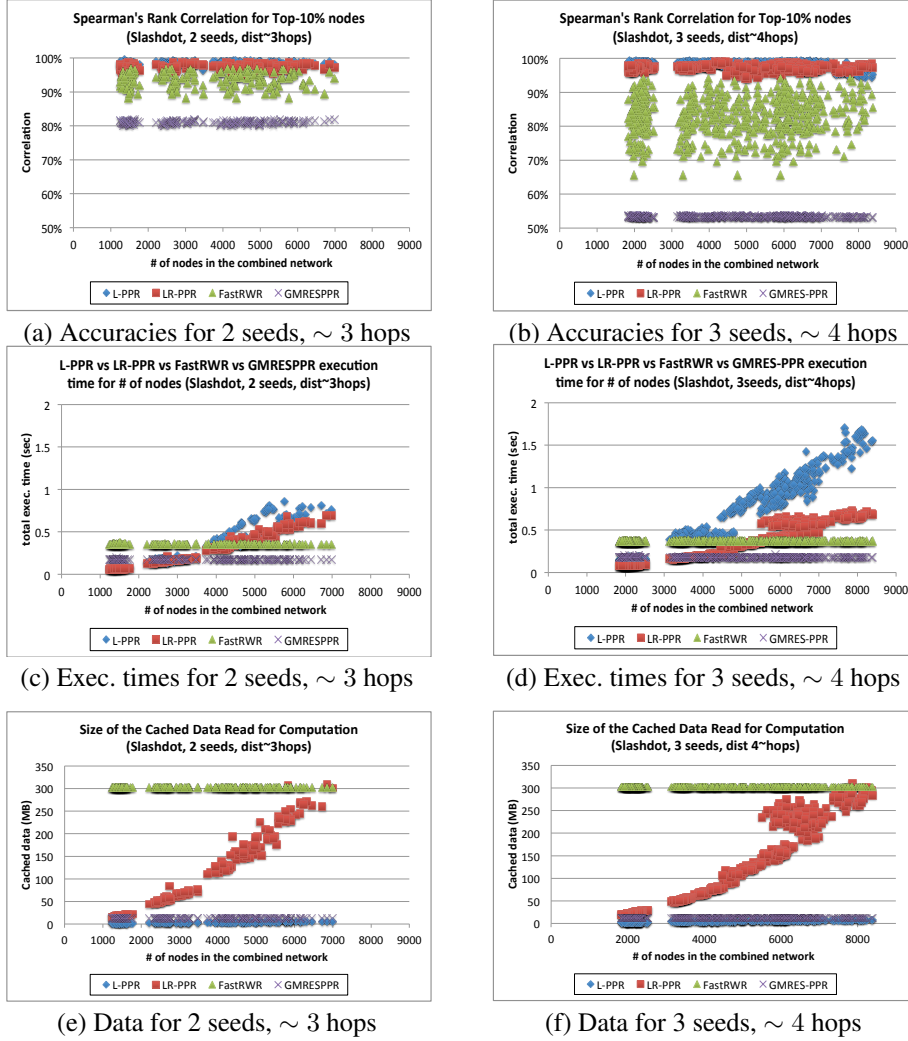 Spearman's Rank Correlation for Top-10% nodes
(Slashdot, 2 seeds, dist~3hops)
100%
90%
80%
70%
60%
50%
Correlation
0 1000 2000 3000 4000 5000 6000 7000 8000 9000
# of nodes in the combined network
L-PPR LR-PPR FastRWR GMRESPPR
(a) Accuracies for 2 seeds, ∼ 3 hops
Spearman's Rank Correlation for Top-10% nodes
(Slashdot, 3 seeds, dist~4hops)
100%
90%
80%
70%
60%
50%
Correlation
0 1000 2000 3000 4000 5000 6000 7000 8000 9000
# of nodes in the combined network
L-PPR LR-PPR FastRWR GMRES-PPR
(b) Accuracies for 3 seeds, ∼ 4 hops
L-PPR vs LR-PPR vs FastRWR vs GMRESPPR execution
time for # of nodes (Slashdot, 2 seeds, dist~3hops)
2
1.5
1
0.5
0
total exec. time (sec)
0 1000 2000 3000 4000 5000 6000 7000 8000 9000
# of nodes in the combined network
L-PPR LR-PPR FastRWR GMRESPPR
(c) Exec. times for 2 seeds, ∼ 3 hops
L-PPR vs LR-PPR vs FastRWR vs GMRES-PPR execution
time for # of nodes (Slashdot, 3seeds, dist~4hops)
2
1.5
1
0.5
0
total exec. time (sec)
0 1000 2000 3000 4000 5000 6000 7000 8000 9000
# of nodes in the combined network
L-PPR LR-PPR FastRWR GMRES-PPR
(d) Exec. times for 3 seeds, ∼ 4 hops
Size of the Cached Data Read for Computation
(Slashdot, 2 seeds, dist~3hops)
350
300
250
200
150
100
50
0
Cached data (MB)
0 1000 2000 3000 4000 5000 6000 7000 8000 9000
# of nodes in the combined network
L-PPR LR-PPR FastRWR GMRESPPR
(e) Data for 2 seeds, ∼ 3 hops
Size of the Cached Data Read for Computation
(Slashdot, 3 seeds, dist 4~hops)
350
300
250
200
150
100
50
0
Cached data (MB)
0 2000 4000 6000 8000
# of nodes in the combined network
L-PPR LR-PPR FastRWR GMRES-PPR
(f) Data for 3 seeds, ∼ 4 hops